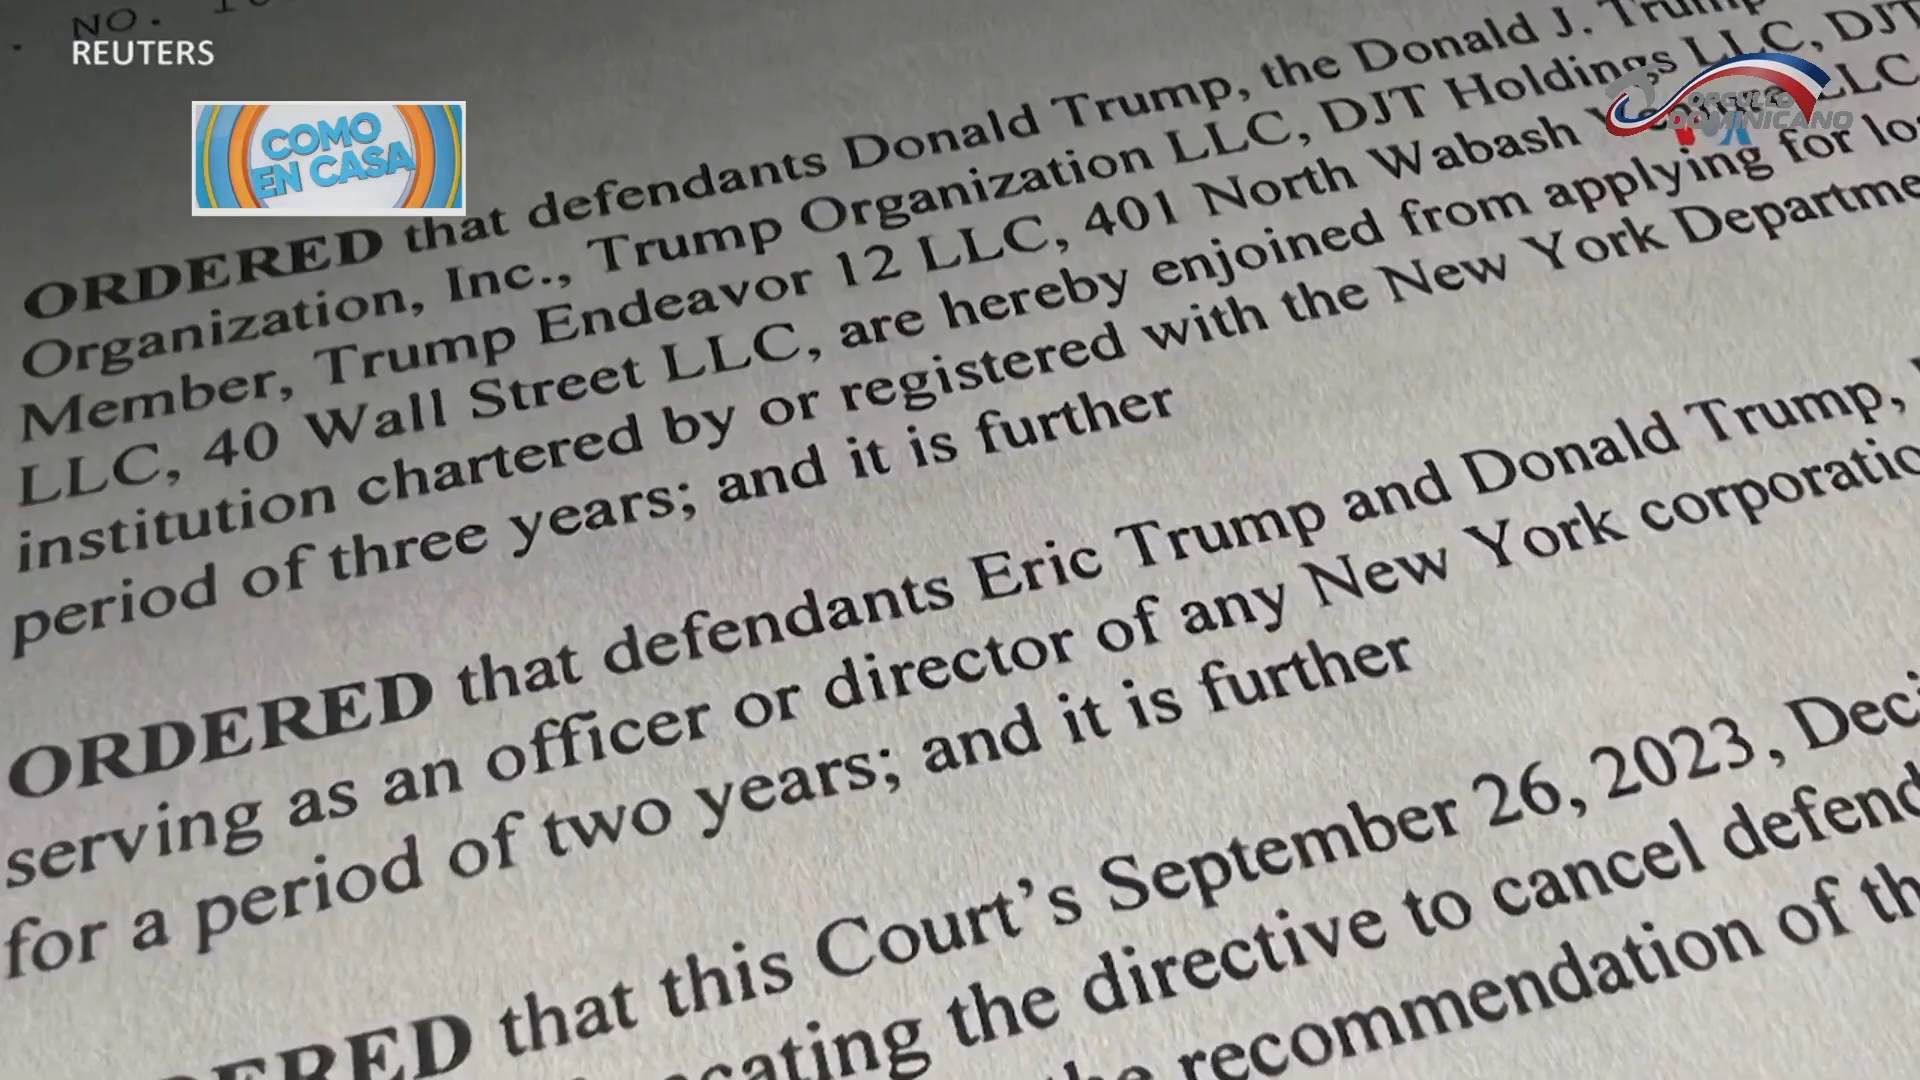 NO.
REUTERS
COMO
EN CASA
ORGULLO
DOMINICANO
ORDERED that defendants Donald Trump, the Donald J. Trump
Organization, Inc., Trump Organization LLC, DJT Holdings LLC, DJT
Member, Trump Endeavor 12 LLC, 401 North Wabash LLC
LLC, 40 Wall Street LLC, are hereby enjoined from applying for
institution chartered by or registered with the New York
period of three years; and it is further
ORDERED that defendants Eric Trump and Donald Trump,
serving as an officer or director of any New York
for a period of two years; and it is further
that this Court's September 26, 2023,
the directive to cancel
recommendation of